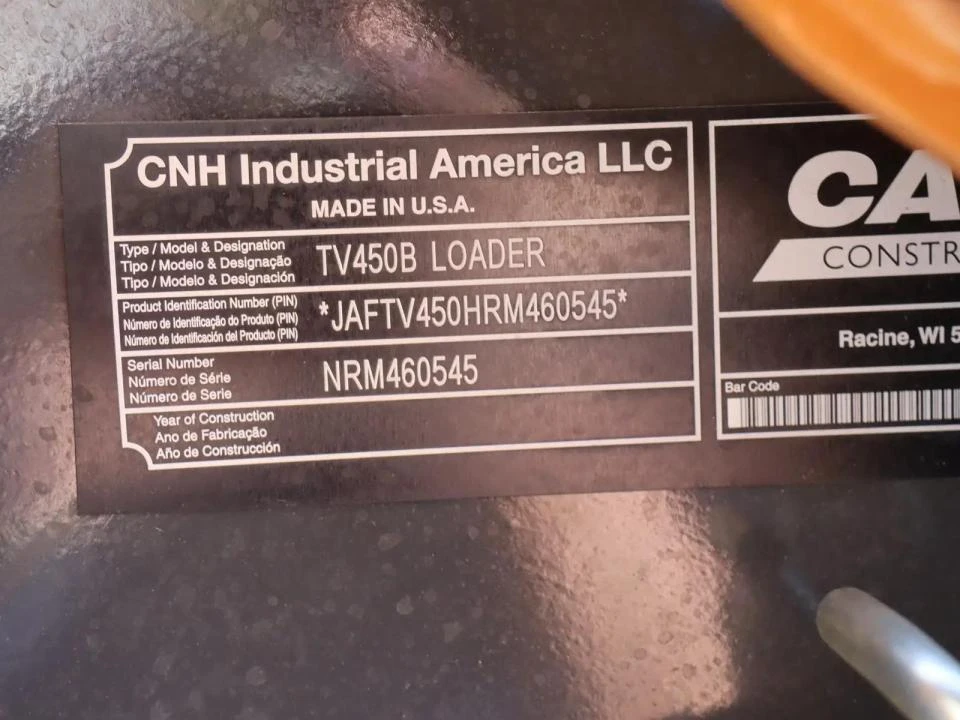 CNH Industrial America LLC
MADE IN U.S.A.
Type / Model & Designation
Tipo / Modelo & Designação
Tipo / Modelo & Designación
TV450B LOADER
Product Identification Number (PIN)
Número de Identificação do Produto (PIN)
Número de Identificación del Producto (PIN)
*JAFTV450HRM460545*
Serial Number
Número de Série
Número de Serie
NRM460545
Year of Construction
Ano de Fabricação
Año de Construcción
CA
CONSTR
Racine, WI 5
Bar Code